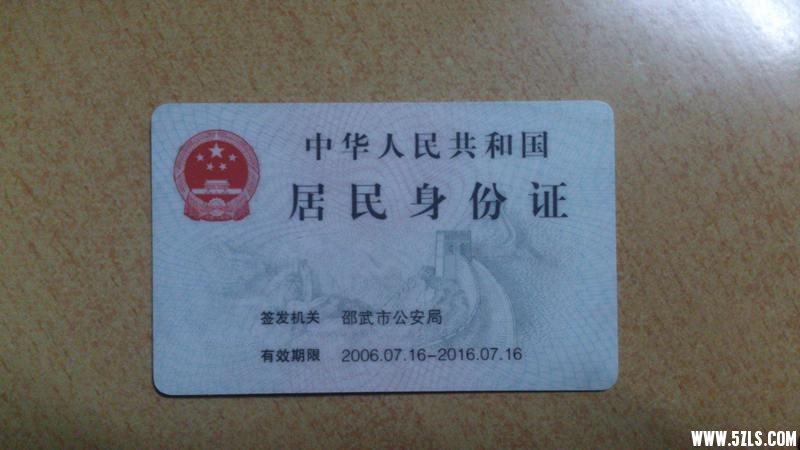 中华人民共和国
居民身份证
签发机关 邵武市公安局
有效期限 2006.07.16-2016.07.16
WWW.5ZLS.COM